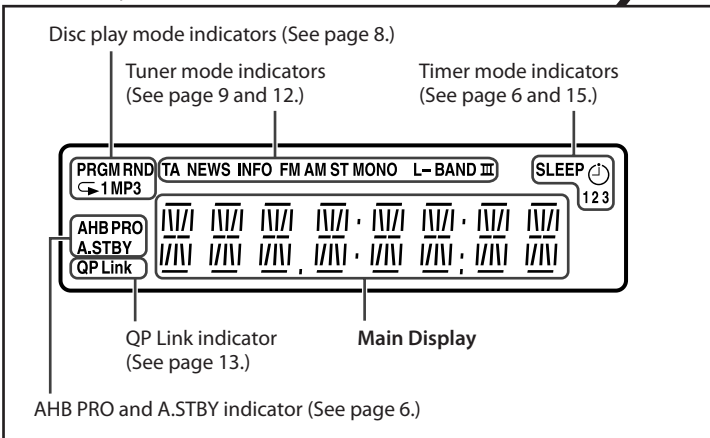 Disc play mode indicators (See page 8.)
Tuner mode indicators
(See page 9 and 12.)
Timer mode indicators
(See page 6 and 15.)
PRGM RND
1 MP3
TA NEWS INFO FM AM ST MONO L–BAND III
SLEEP
1 2 3
AHB PRO
A.STBY
QP Link
QP Link indicator
(See page 13.)
Main Display
AHB PRO and A.STBY indicator (See page 6.)